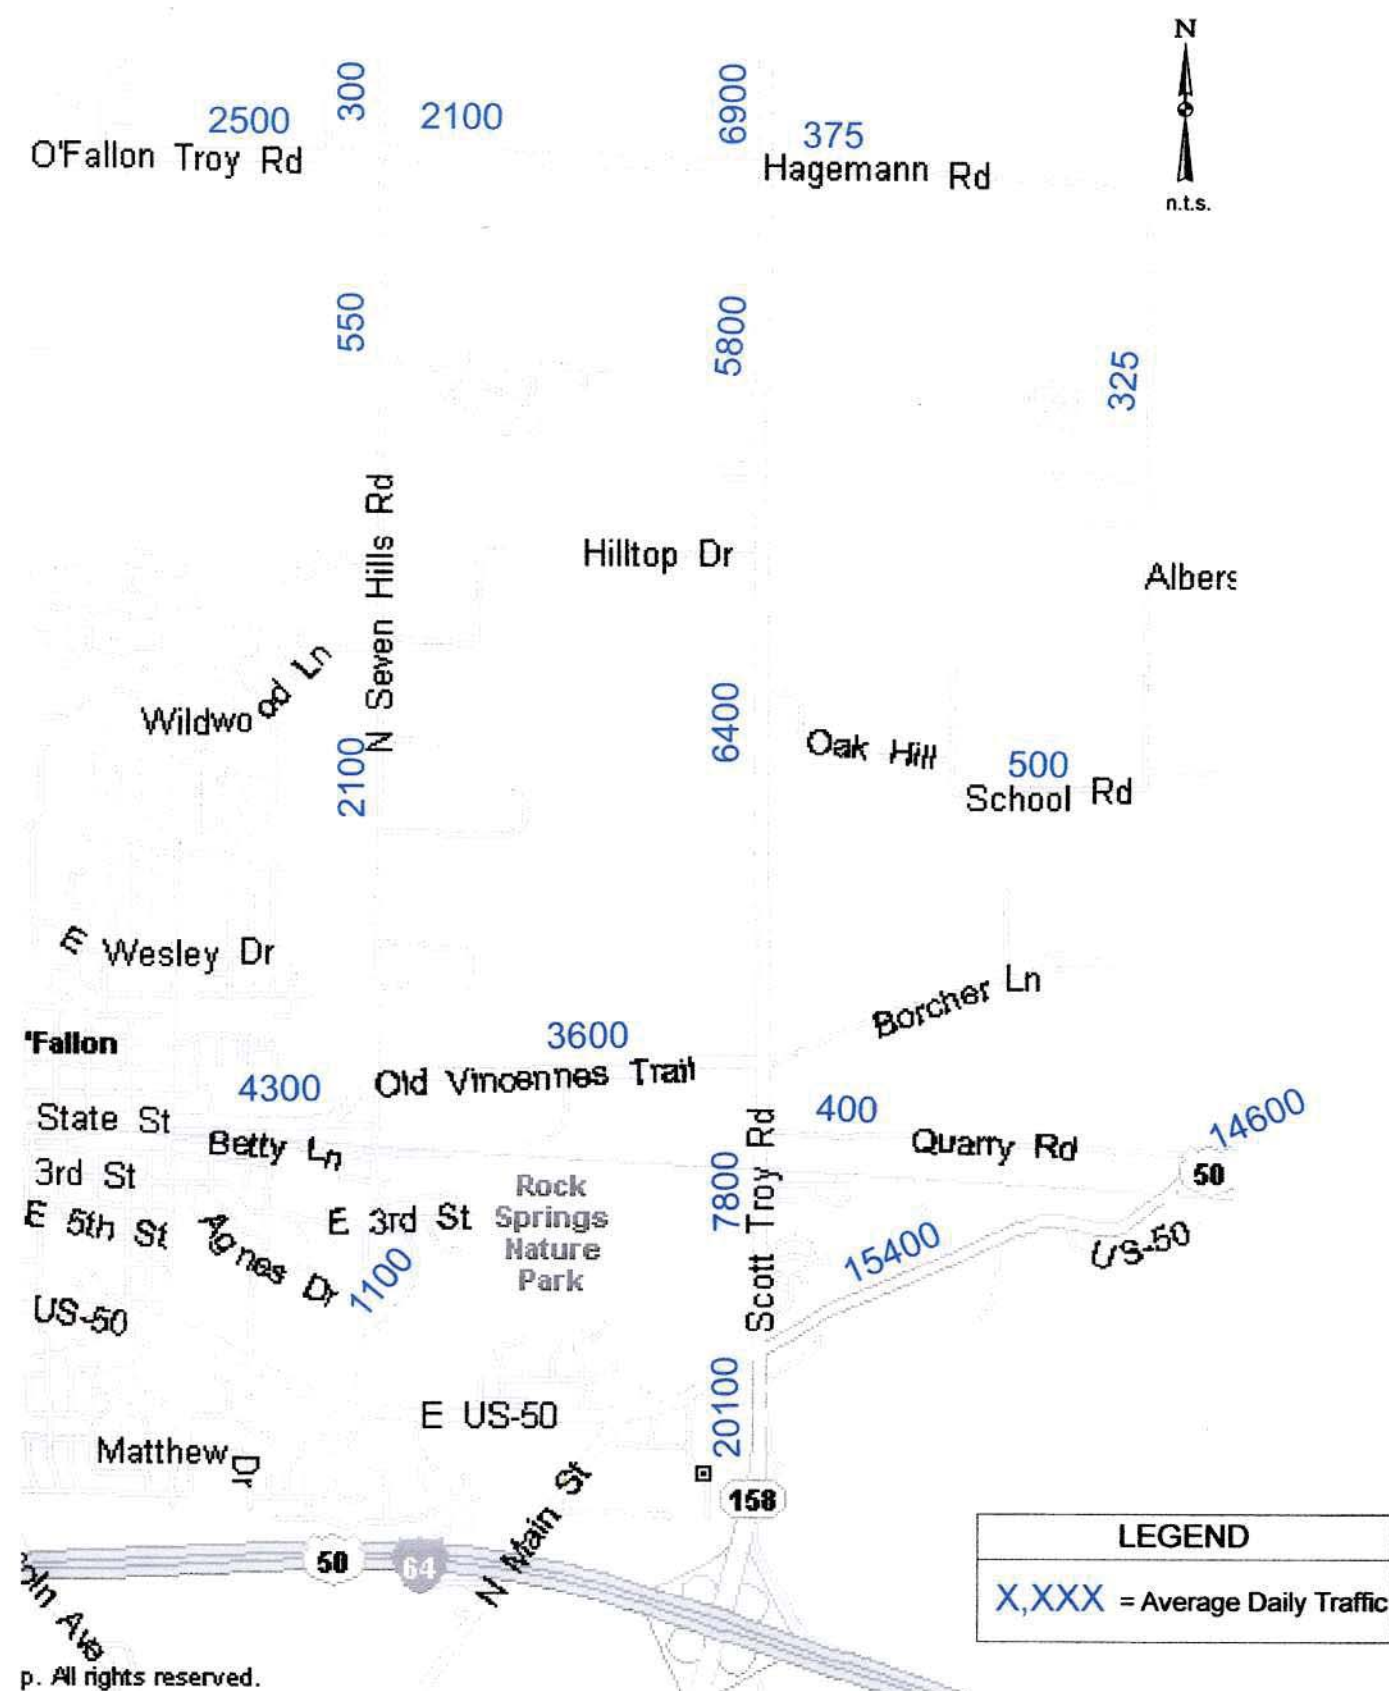 N
n.t.s.
2500
300
2100
6900
375
O'Fallon Troy Rd
Hagemann Rd
550
5800
325
N Seven Hills Rd
Hilltop Dr
Albers
Wildwood Ln
2100
6400
Oak Hill
500
School Rd
E Wesley Dr
Borcher Ln
'Fallon
3600
4300
Old Vincennes Trail
State St
Betty Ln
400
Quarry Rd
14600
50
3rd St
E 5th St
Agnes Dr
E 3rd St
1100
Rock
Springs
Nature
Park
7800
Scott Troy Rd
15400
US-50
US-50
E US-50
20100
Matthew Dr
N Main St
158
50
64
oln Ave
LEGEND
X,XXX = Average Daily Traffic
p. All rights reserved.